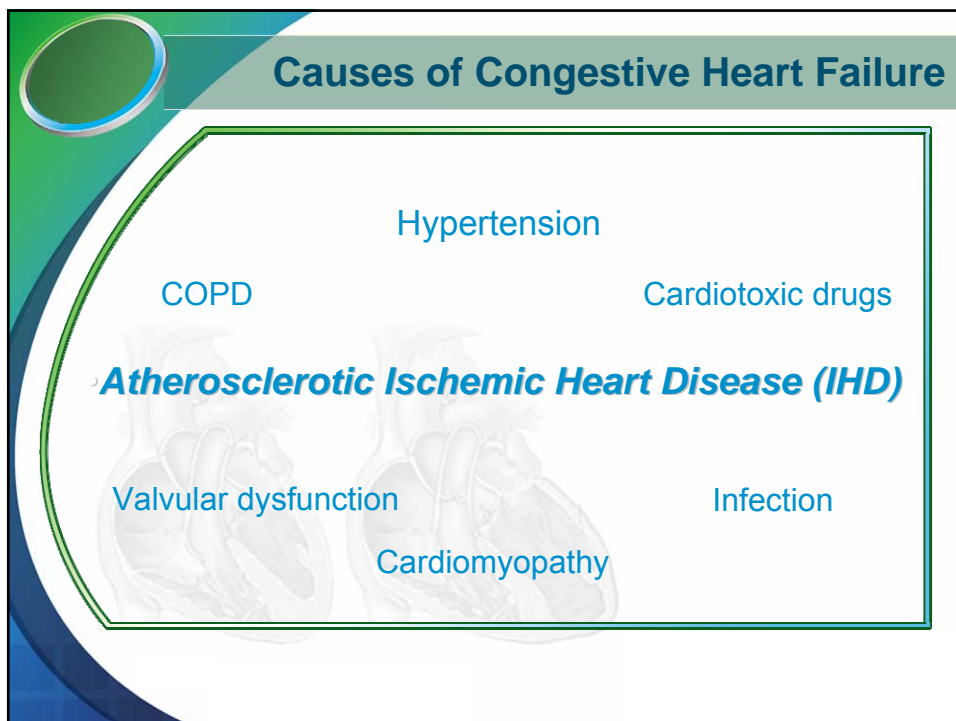 Causes of Congestive Heart Failure
Hypertension
COPD Cardiotoxic drugs
•Atherosclerotic Ischemic Heart Disease (IHD)
Valvular dysfunction Infection
Cardiomyopathy